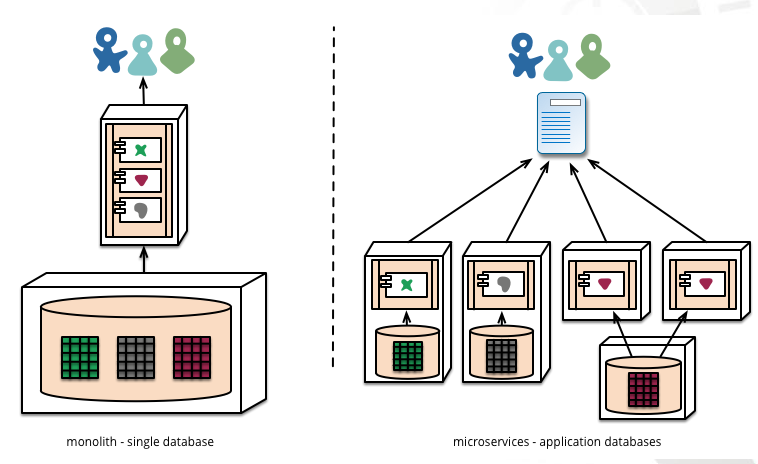 monolith - single database
microservices - application databases